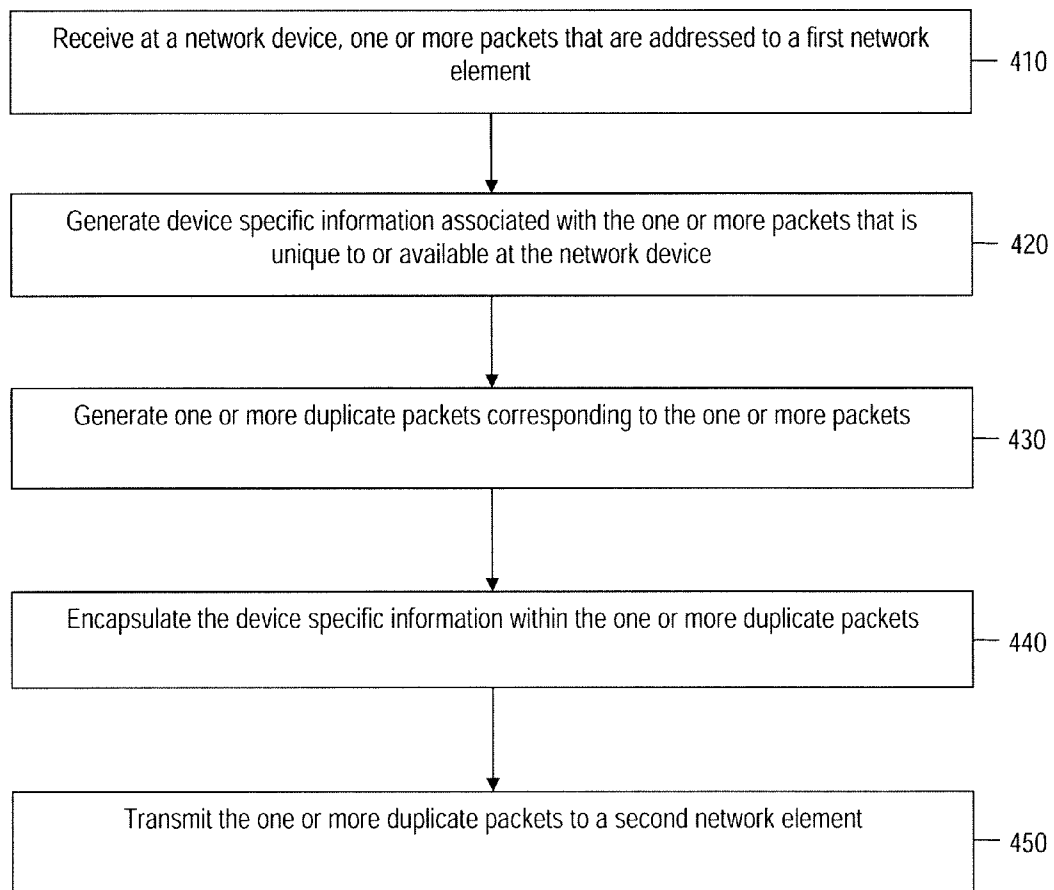 Receive at a network device, one or more packets that are addressed to a first network
element
410
Generate device specific information associated with the one or more packets that is
unique to or available at the network device
420
Generate one or more duplicate packets corresponding to the one or more packets
430
Encapsulate the device specific information within the one or more duplicate packets
440
Transmit the one or more duplicate packets to a second network element
450